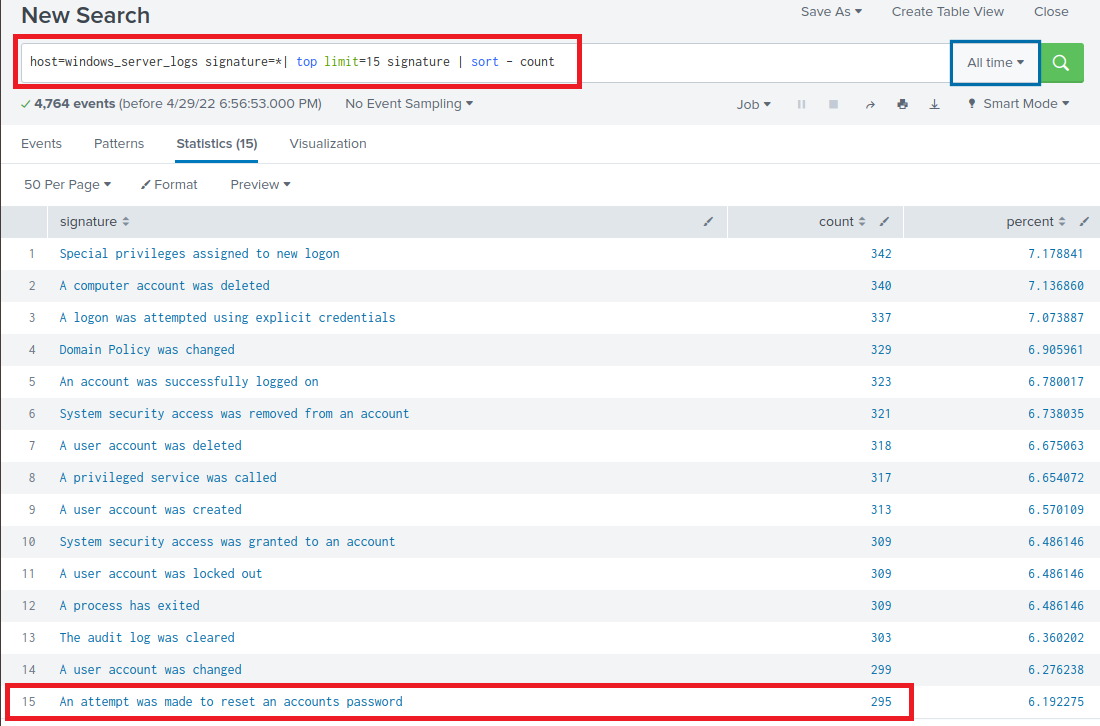 New Search
Save As Create Table View Close
host=windows_server_logs signature=*| top limit=15 signature | sort - count
All time
4,764 events (before 4/29/22 6:56:53.000 PM) No Event Sampling
Job Smart Mode
Events Patterns Statistics (15) Visualization
50 Per Page Format Preview
signature count percent
1 Special privileges assigned to new logon 342 7.178841
2 A computer account was deleted 340 7.136860
3 A logon was attempted using explicit credentials 337 7.073887
4 Domain Policy was changed 329 6.905961
5 An account was successfully logged on 323 6.780017
6 System security access was removed from an account 321 6.738035
7 A user account was deleted 318 6.675063
8 A privileged service was called 317 6.654072
9 A user account was created 313 6.570109
10 System security access was granted to an account 309 6.486146
11 A user account was locked out 309 6.486146
12 A process has exited 309 6.486146
13 The audit log was cleared 303 6.360202
14 A user account was changed 299 6.276238
15 An attempt was made to reset an accounts password 295 6.192275